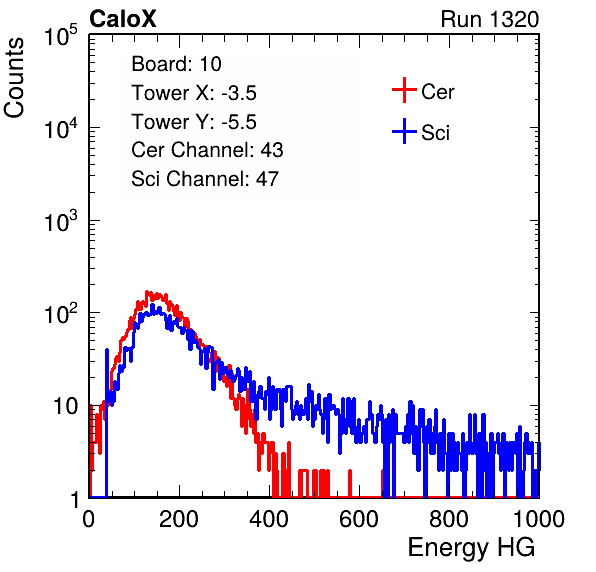 CaloX Run 1320
Counts
Board: 10
Tower X: -3.5
Tower Y: -5.5
Cer Channel: 43
Sci Channel: 47
Cer
Sci
10^5
10^4
10^3
10^2
10
1
0 200 400 600 800 1000
Energy HG